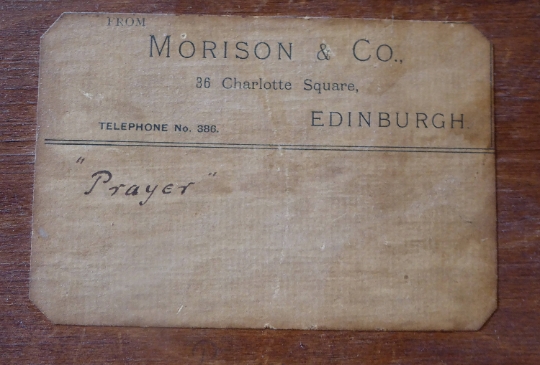 FROM
MORISON & CO.,
36 Charlotte Square,
EDINBURGH
TELEPHONE No. 386.
"Prayer"